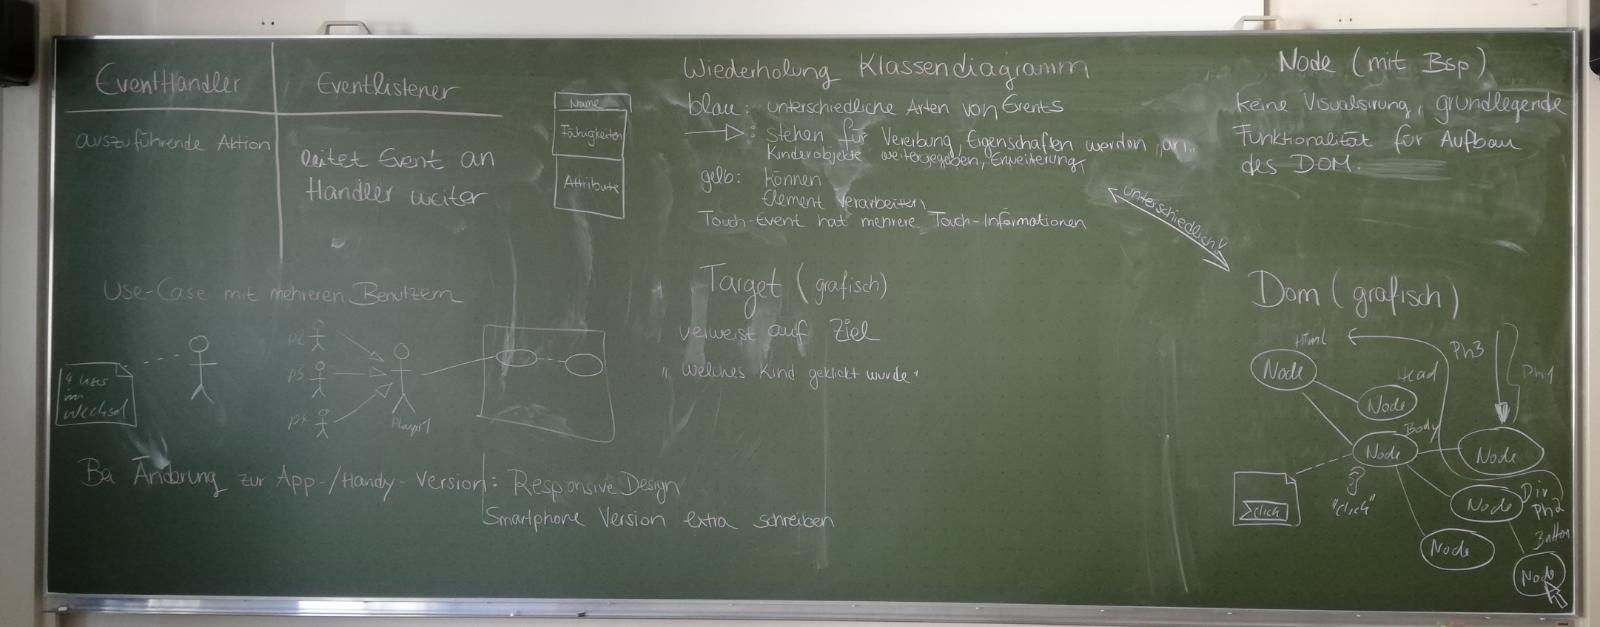 EventHandler
Eventlistener
auszuführende Aktion
leitet Event an
Handler weiter
Name
Fähigkeiten
Attribute
Use-Case mit mehreren Benutzern
4 User
im
Wechsel
P2
P3
P4
Player1
Bei Änderung zur App-/Handy-Version: Responsive Design
Smartphone Version extra schreiben
Wiederholung Klassendiagramm
blau: unterschiedliche Arten von Events
: stehen für Vererbung, Eigenschaften werden an
Kinderobjekte weitergegeben, Erweiterung
gelb: können
Element verarbeiten
Touch-Event hat mehrere Touch-Informationen
Target (grafisch)
verweist auf Ziel
"welches Kind geklickt wurde"
Node (mit Bsp)
keine Visualsirung, grundlegende
Funktionalität für Aufbau
des DOM.
unterschiedlich!
Dom (grafisch)
Html
Node
Head
Node
Body
Node
Ph3
Ph1
Node
Σclick
"click"
Node
Div
Ph2
Node
Button
Node